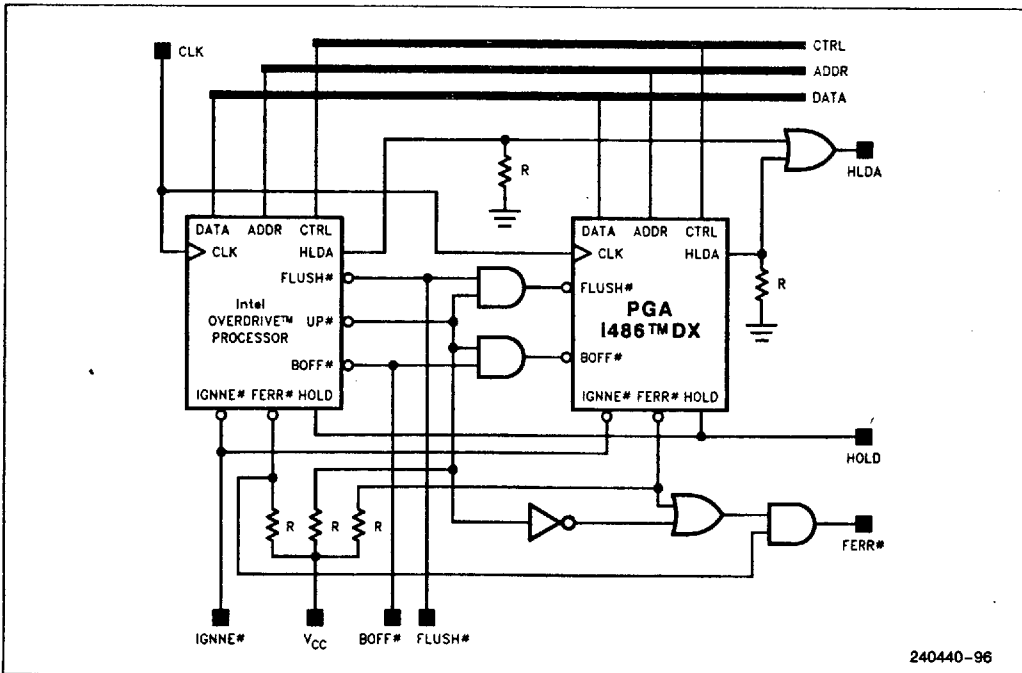 CLK
CTRL
ADDR
DATA
R
HLDA
DATA ADDR CTRL
CLK HLDA
FLUSH#
Intel
OVERDRIVE™
PROCESSOR
UP#
BOFF#
IGNNE# FERR# HOLD
DATA ADDR CTRL
CLK HLDA
FLUSH#
PGA
i486™DX
BOFF#
IGNNE# FERR# HOLD
R
HOLD
R R R
FERR#
IGNNE# VCC BOFF# FLUSH#
240440-96